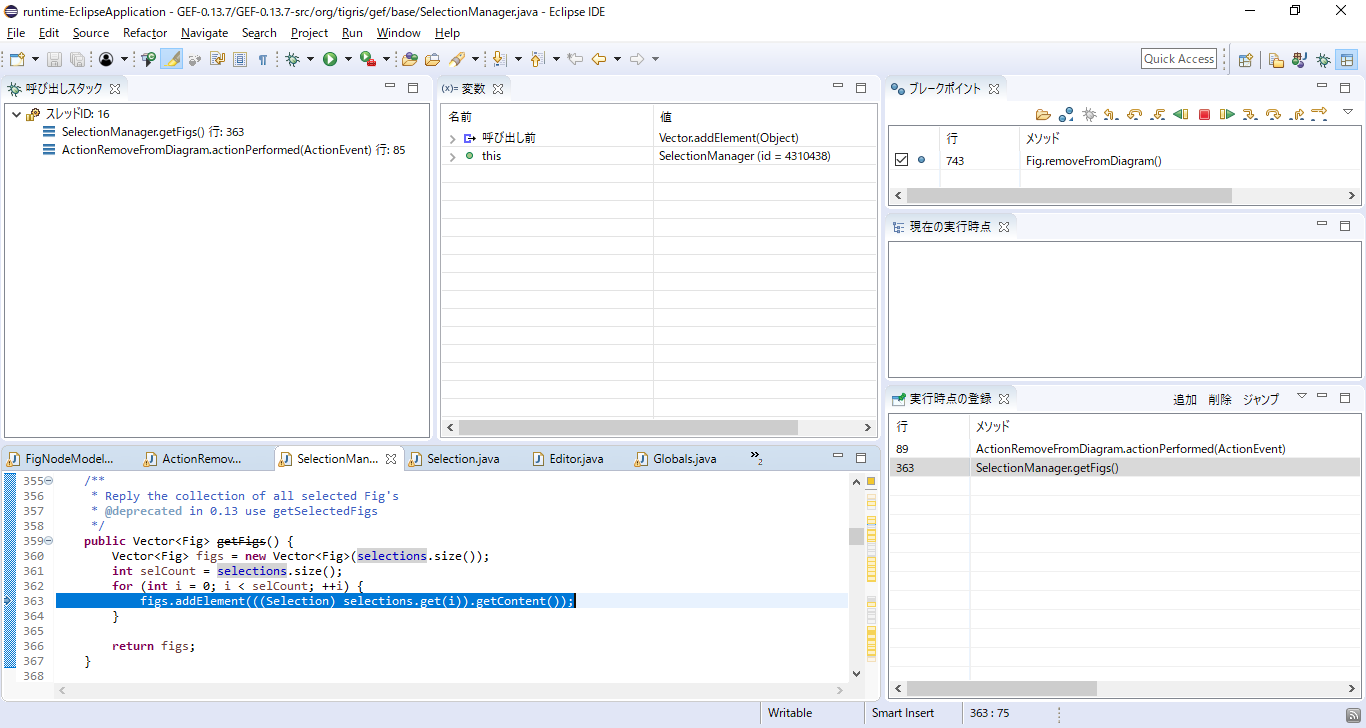 runtime-EclipseApplication - GEF-0.13.7/GEF-0.13.7-src/org/tigris/gef/base/SelectionManager.java - Eclipse IDE
File Edit Source Refactor Navigate Search Project Run Window Help
Quick Access
呼び出しスタック
スレッドID: 16
SelectionManager.getFigs() 行: 363
ActionRemoveFromDiagram.actionPerformed(ActionEvent) 行: 85
(x)= 変数
名前 値
呼び出し前 Vector.addElement(Object)
this SelectionManager (id = 4310438)
ブレークポイント
行 メソッド
743 Fig.removeFromDiagram()
現在の実行時点
実行時点の登録 追加 削除 ジャンプ
行 メソッド
89 ActionRemoveFromDiagram.actionPerformed(ActionEvent)
363 SelectionManager.getFigs()
FigNodeModel... ActionRemov... SelectionMan... Selection.java Editor.java Globals.java »2
355 /**
356 * Reply the collection of all selected Fig's
357 * @deprecated in 0.13 use getSelectedFigs
358 */
359 public Vector<Fig> getFigs() {
360 Vector<Fig> figs = new Vector<Fig>(selections.size());
361 int selCount = selections.size();
362 for (int i = 0; i < selCount; ++i) {
363 figs.addElement(((Selection) selections.get(i)).getContent());
364 }
365
366 return figs;
367 }
368
Writable Smart Insert 363 : 75